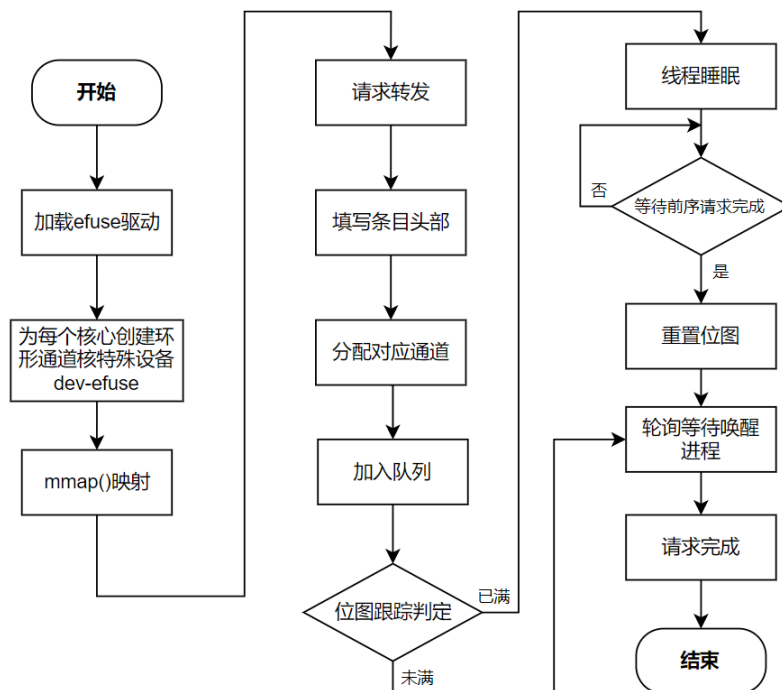 开始
加载efuse驱动
为每个核心创建环
形通道核特殊设备
dev-efuse
mmap()映射
请求转发
填写条目头部
分配对应通道
加入队列
位图跟踪判定
已满
未满
线程睡眠
等待前序请求完成
否
是
重置位图
轮询等待唤醒
进程
请求完成
结束